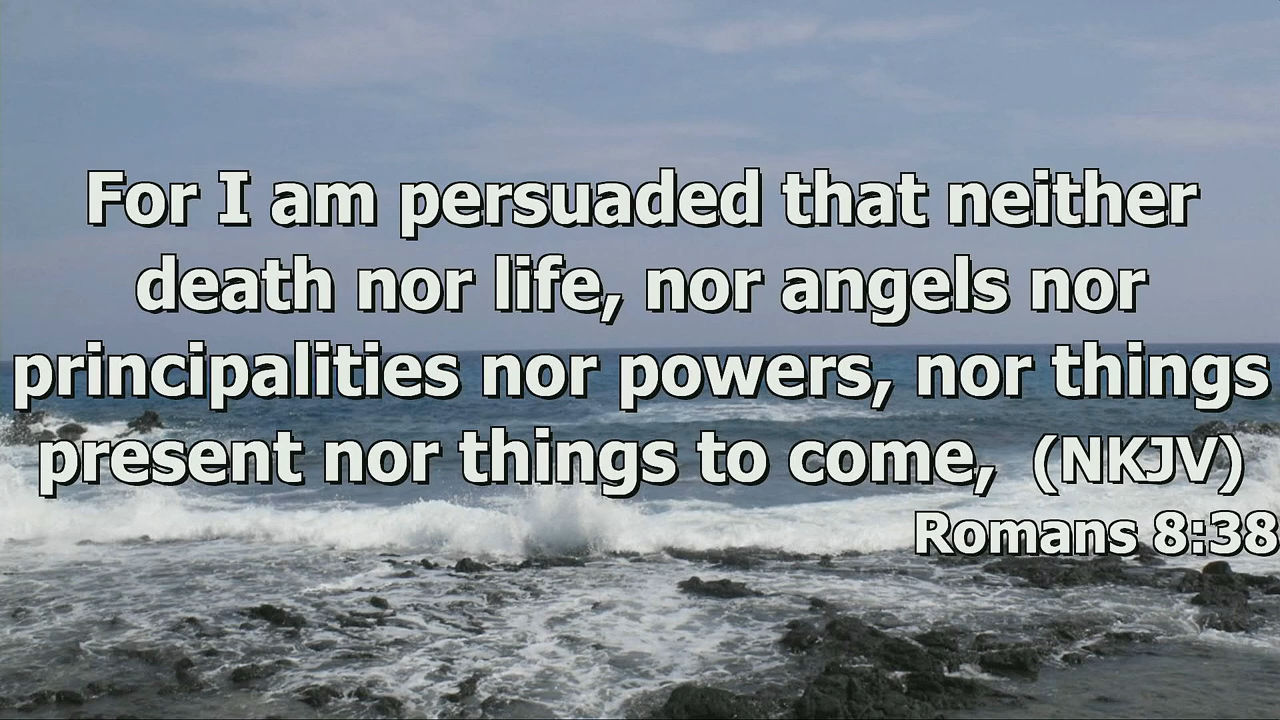 For I am persuaded that neither
death nor life, nor angels nor
principalities nor powers, nor things
present nor things to come, (NKJV)
Romans 8:38